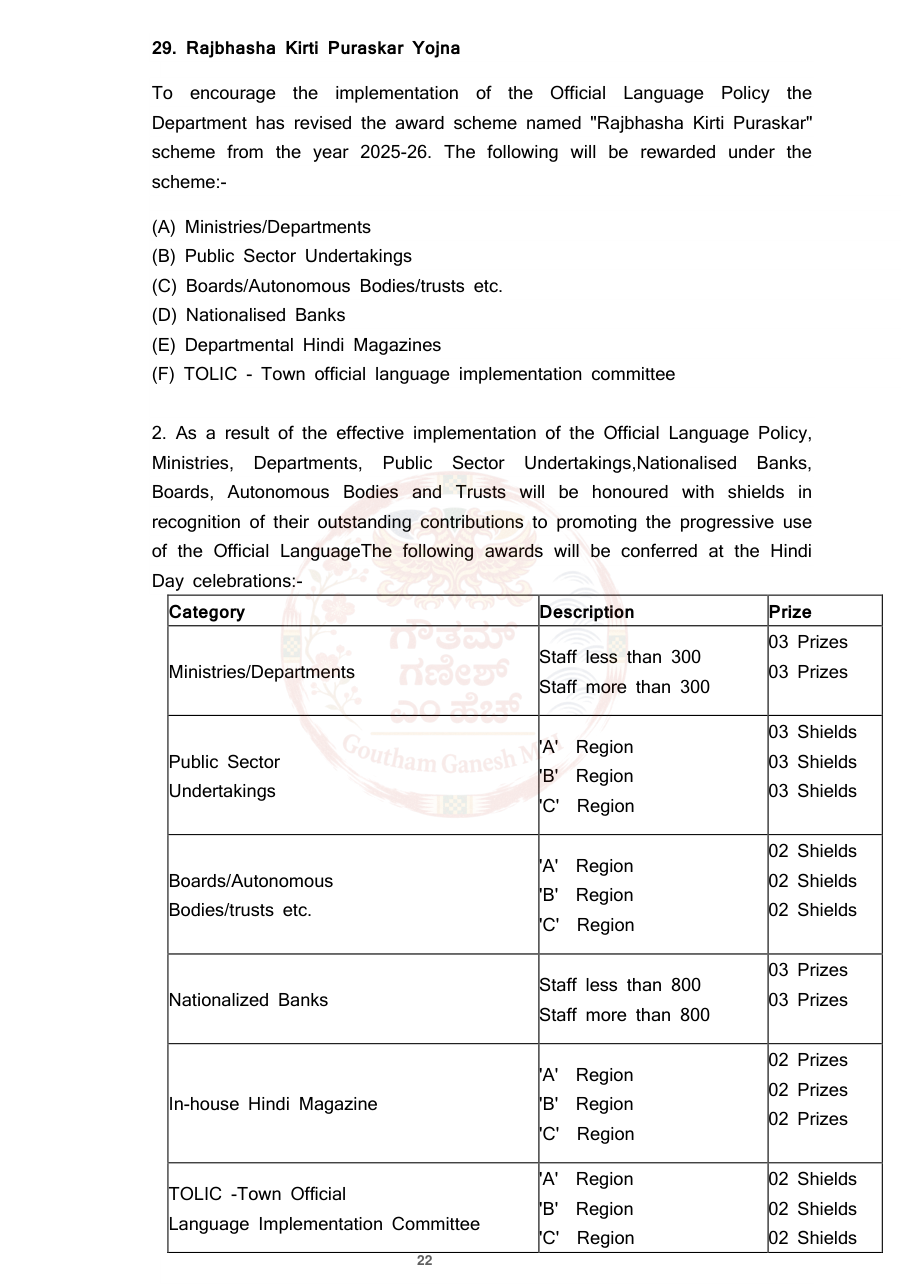 29. Rajbhasha Kirti Puraskar Yojna
To encourage the implementation of the Official Language Policy the
Department has revised the award scheme named "Rajbhasha Kirti Puraskar"
scheme from the year 2025-26. The following will be rewarded under the
scheme:-
(A) Ministries/Departments
(B) Public Sector Undertakings
(C) Boards/Autonomous Bodies/trusts etc.
(D) Nationalised Banks
(E) Departmental Hindi Magazines
(F) TOLIC - Town official language implementation committee
2. As a result of the effective implementation of the Official Language Policy,
Ministries, Departments, Public Sector Undertakings,Nationalised Banks,
Boards, Autonomous Bodies and Trusts will be honoured with shields in
recognition of their outstanding contributions to promoting the progressive use
of the Official LanguageThe following awards will be conferred at the Hindi
Day celebrations:-
Category Description Prize
Ministries/Departments
Staff less than 300
Staff more than 300
03 Prizes
03 Prizes
Public Sector
Undertakings
'A' Region
'B' Region
'C' Region
03 Shields
03 Shields
03 Shields
Boards/Autonomous
Bodies/trusts etc.
'A' Region
'B' Region
'C' Region
02 Shields
02 Shields
02 Shields
Nationalized Banks
Staff less than 800
Staff more than 800
03 Prizes
03 Prizes
In-house Hindi Magazine
'A' Region
'B' Region
'C' Region
02 Prizes
02 Prizes
02 Prizes
TOLIC -Town Official
Language Implementation Committee
'A' Region
'B' Region
'C' Region
02 Shields
02 Shields
02 Shields
22
ಗೌತಮ್
ಗಣೇಶ್
ಎಂ ಹೆಚ್
Goutham Ganesh M H